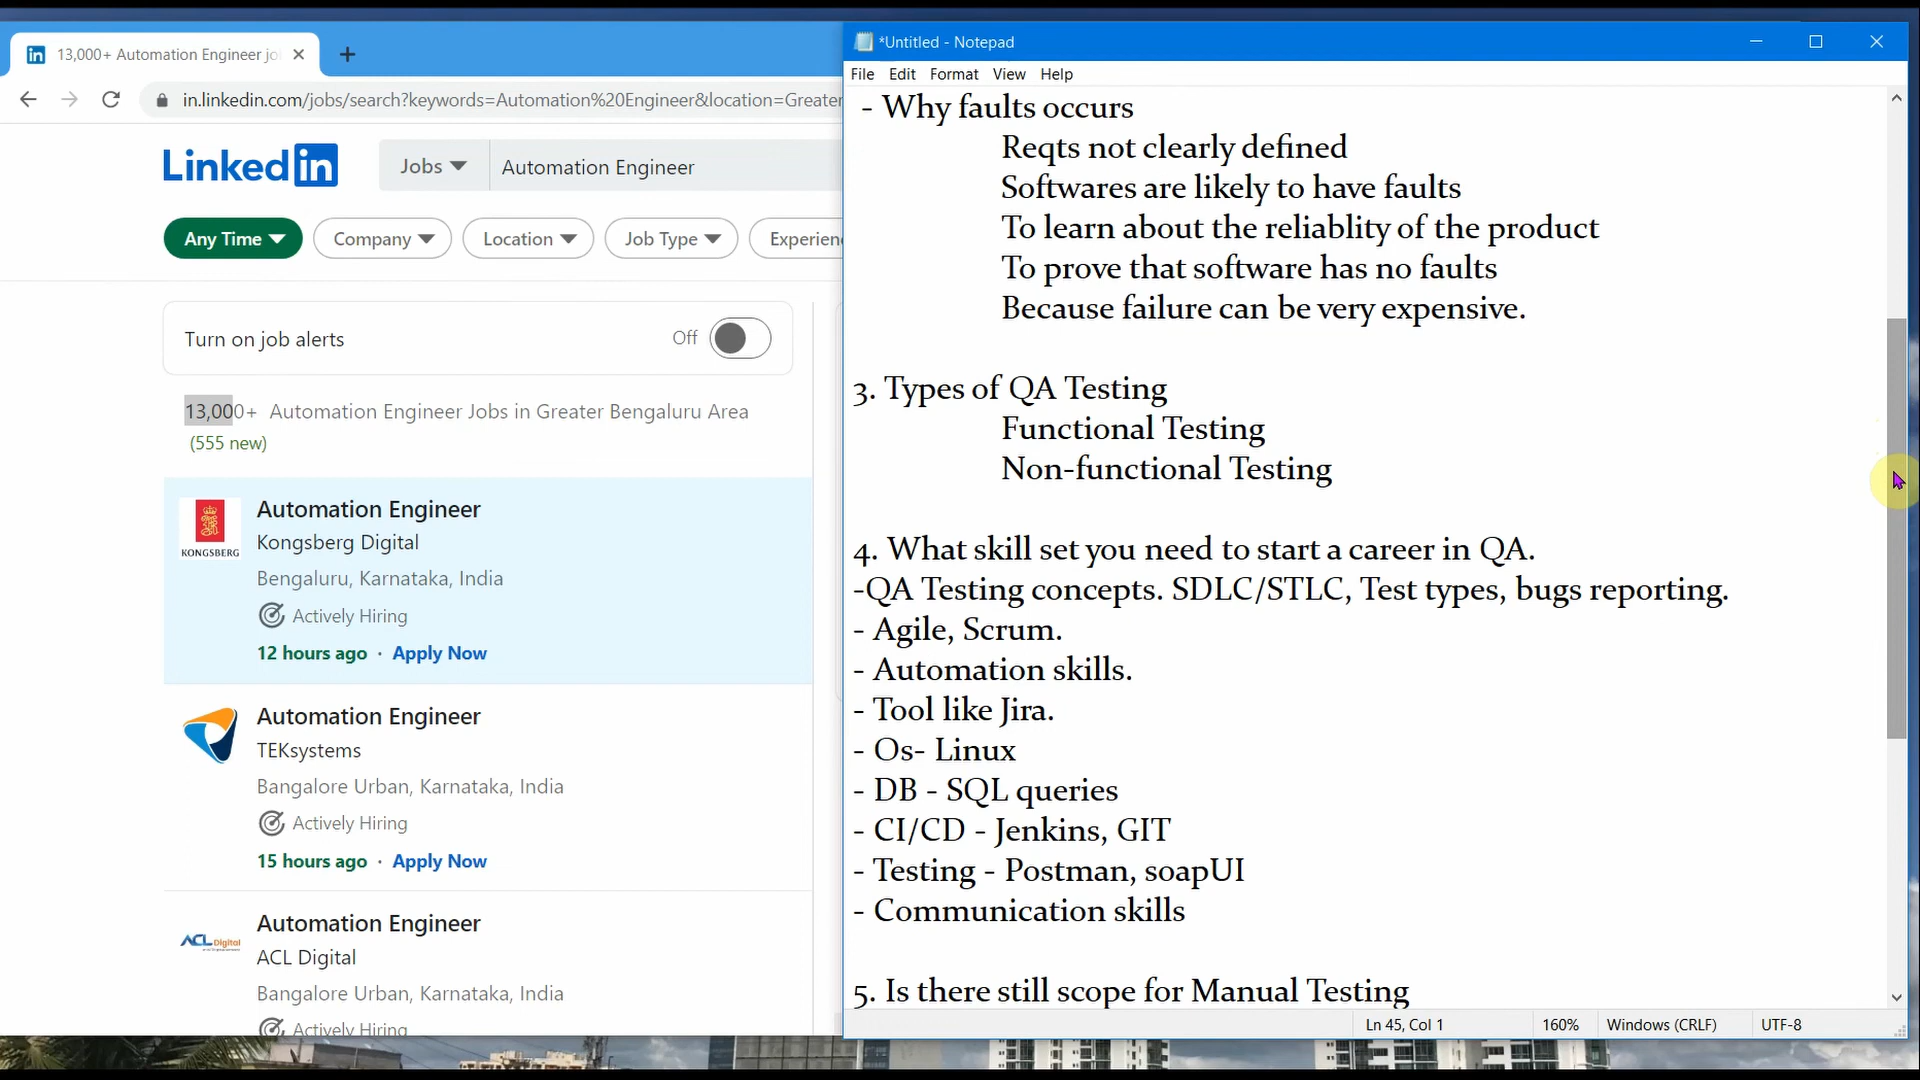 13,000+ Automation Engineer jo
in.linkedin.com/jobs/search?keywords=Automation%20Engineer&location=Greater
Linkedin
Jobs
Automation Engineer
Any Time
Company
Location
Job Type
Experien
Turn on job alerts
Off
13,000+ Automation Engineer Jobs in Greater Bengaluru Area
(555 new)
KONGSBERG
Automation Engineer
Kongsberg Digital
Bengaluru, Karnataka, India
Actively Hiring
12 hours ago · Apply Now
Automation Engineer
TEKsystems
Bangalore Urban, Karnataka, India
Actively Hiring
15 hours ago · Apply Now
ACL Digital
Automation Engineer
ACL Digital
Bangalore Urban, Karnataka, India
Actively Hiring
*Untitled - Notepad
File Edit Format View Help
- Why faults occurs
Reqts not clearly defined
Softwares are likely to have faults
To learn about the reliablity of the product
To prove that software has no faults
Because failure can be very expensive.
3. Types of QA Testing
Functional Testing
Non-functional Testing
4. What skill set you need to start a career in QA.
-QA Testing concepts. SDLC/STLC, Test types, bugs reporting.
- Agile, Scrum.
- Automation skills.
- Tool like Jira.
- Os- Linux
- DB - SQL queries
- CI/CD - Jenkins, GIT
- Testing - Postman, soapUI
- Communication skills
5. Is there still scope for Manual Testing
Ln 45, Col 1
160%
Windows (CRLF)
UTF-8